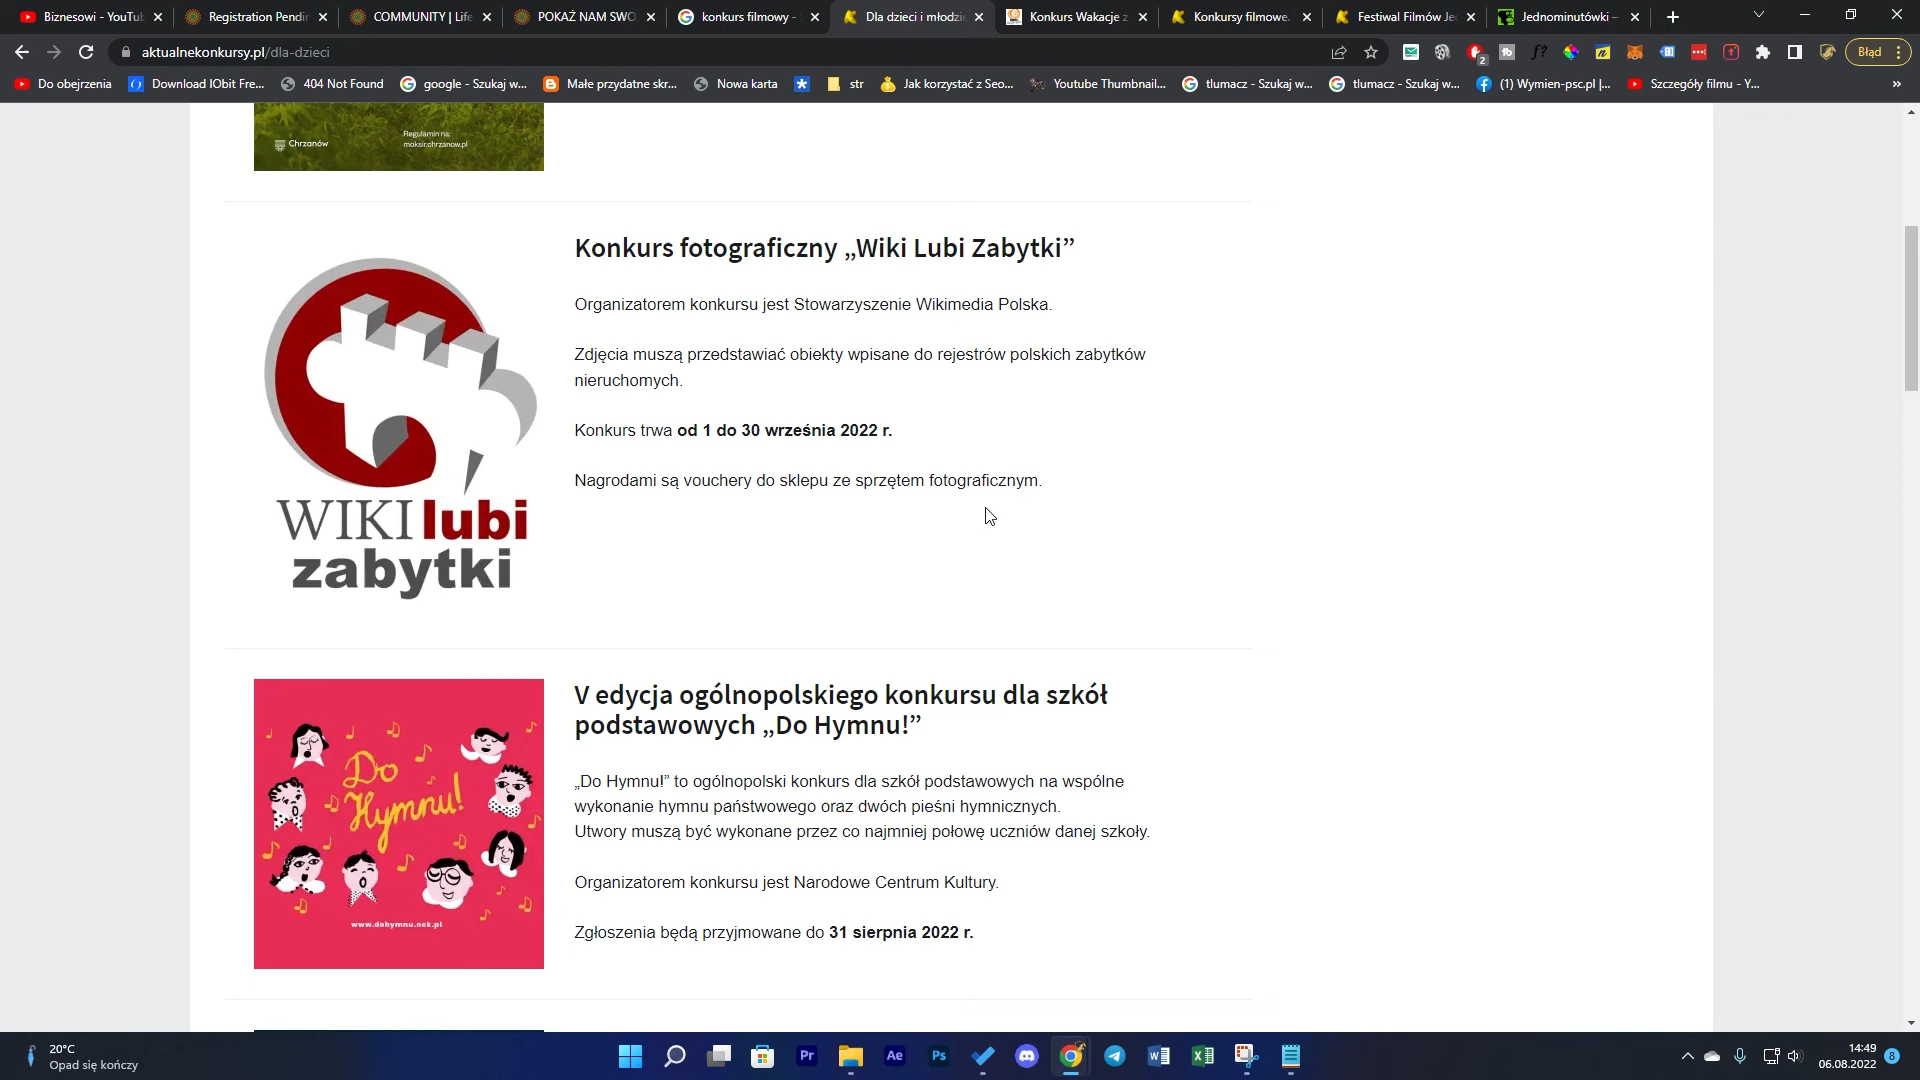 Biznesowi - YouTu
Registration Pendi
COMMUNITY | Life
POKAŻ NAM SWO
konkurs filmowy -
Dla dzieci i młodzi
Konkurs Wakacje z
Konkursy filmowe.
Festiwal Filmów Je
Jednominutówki –
aktualnekonkursy.pl/dla-dzieci
2
Błąd
Do obejrzenia
Download IObit Fre...
404 Not Found
google - Szukaj w...
Małe przydatne skr...
Nowa karta
str
Jak korzystać z Seo...
Youtube Thumbnail...
tlumacz - Szukaj w...
tlumacz - Szukaj w...
(1) Wymien-psc.pl |...
Szczegóły filmu - Y...
»
Chrzanów
Regulamin na:
moksir.chrzanow.pl
Konkurs fotograficzny „Wiki Lubi Zabytki”
Organizatorem konkursu jest Stowarzyszenie Wikimedia Polska.
Zdjęcia muszą przedstawiać obiekty wpisane do rejestrów polskich zabytków
nieruchomych.
Konkurs trwa od 1 do 30 września 2022 r.
Nagrodami są vouchery do sklepu ze sprzętem fotograficznym.
WIKI lubi
zabytki
V edycja ogólnopolskiego konkursu dla szkół
podstawowych „Do Hymnu!”
„Do Hymnu!” to ogólnopolski konkurs dla szkół podstawowych na wspólne
wykonanie hymnu państwowego oraz dwóch pieśni hymnicznych.
Utwory muszą być wykonane przez co najmniej połowę uczniów danej szkoły.
Organizatorem konkursu jest Narodowe Centrum Kultury.
Zgłoszenia będą przyjmowane do 31 sierpnia 2022 r.
Do
Hymnu!
www.dohymnu.nck.pl
20°C
Opad się kończy
Pr
Ae
Ps
14:49
06.08.2022
8